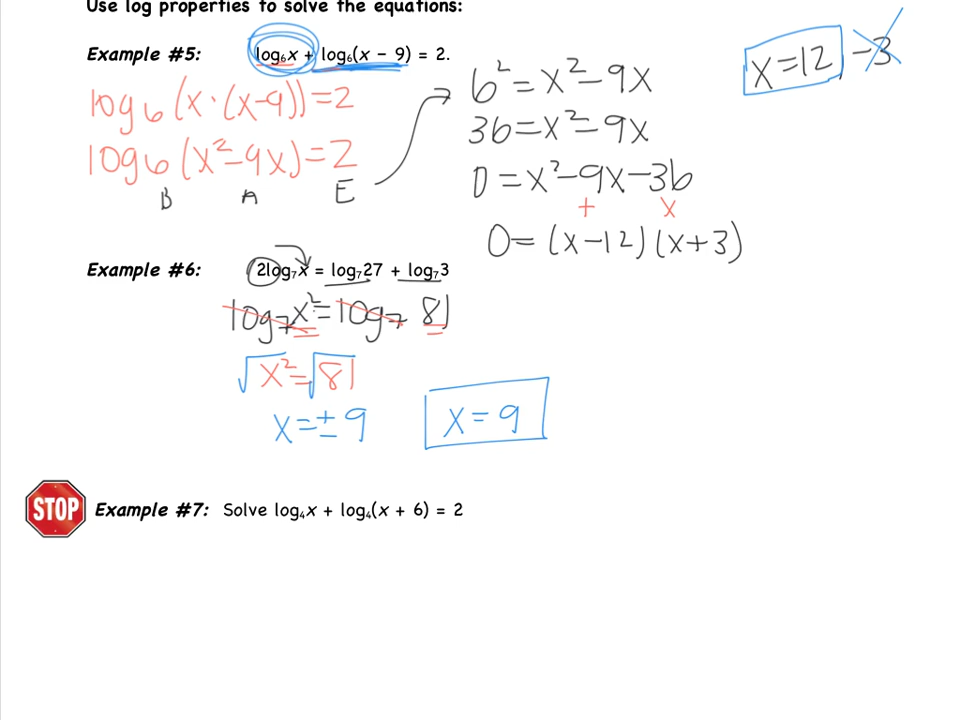 Use log properties to solve the equations:
Example #5: log₆x + log₆(x − 9) = 2.
log₆(x·(x−9))=2
log₆(x²−9x)=2
B A E
6²=x²−9x
36=x²−9x
0=x²−9x−36
+ x
0=(x−12)(x+3)
x=12, −3
Example #6: 2log₇x = log₇27 + log₇3
log₇x²=log₇ 81
√x²=√81
x=±9
x=9
STOP
Example #7: Solve log₄x + log₄(x + 6) = 2